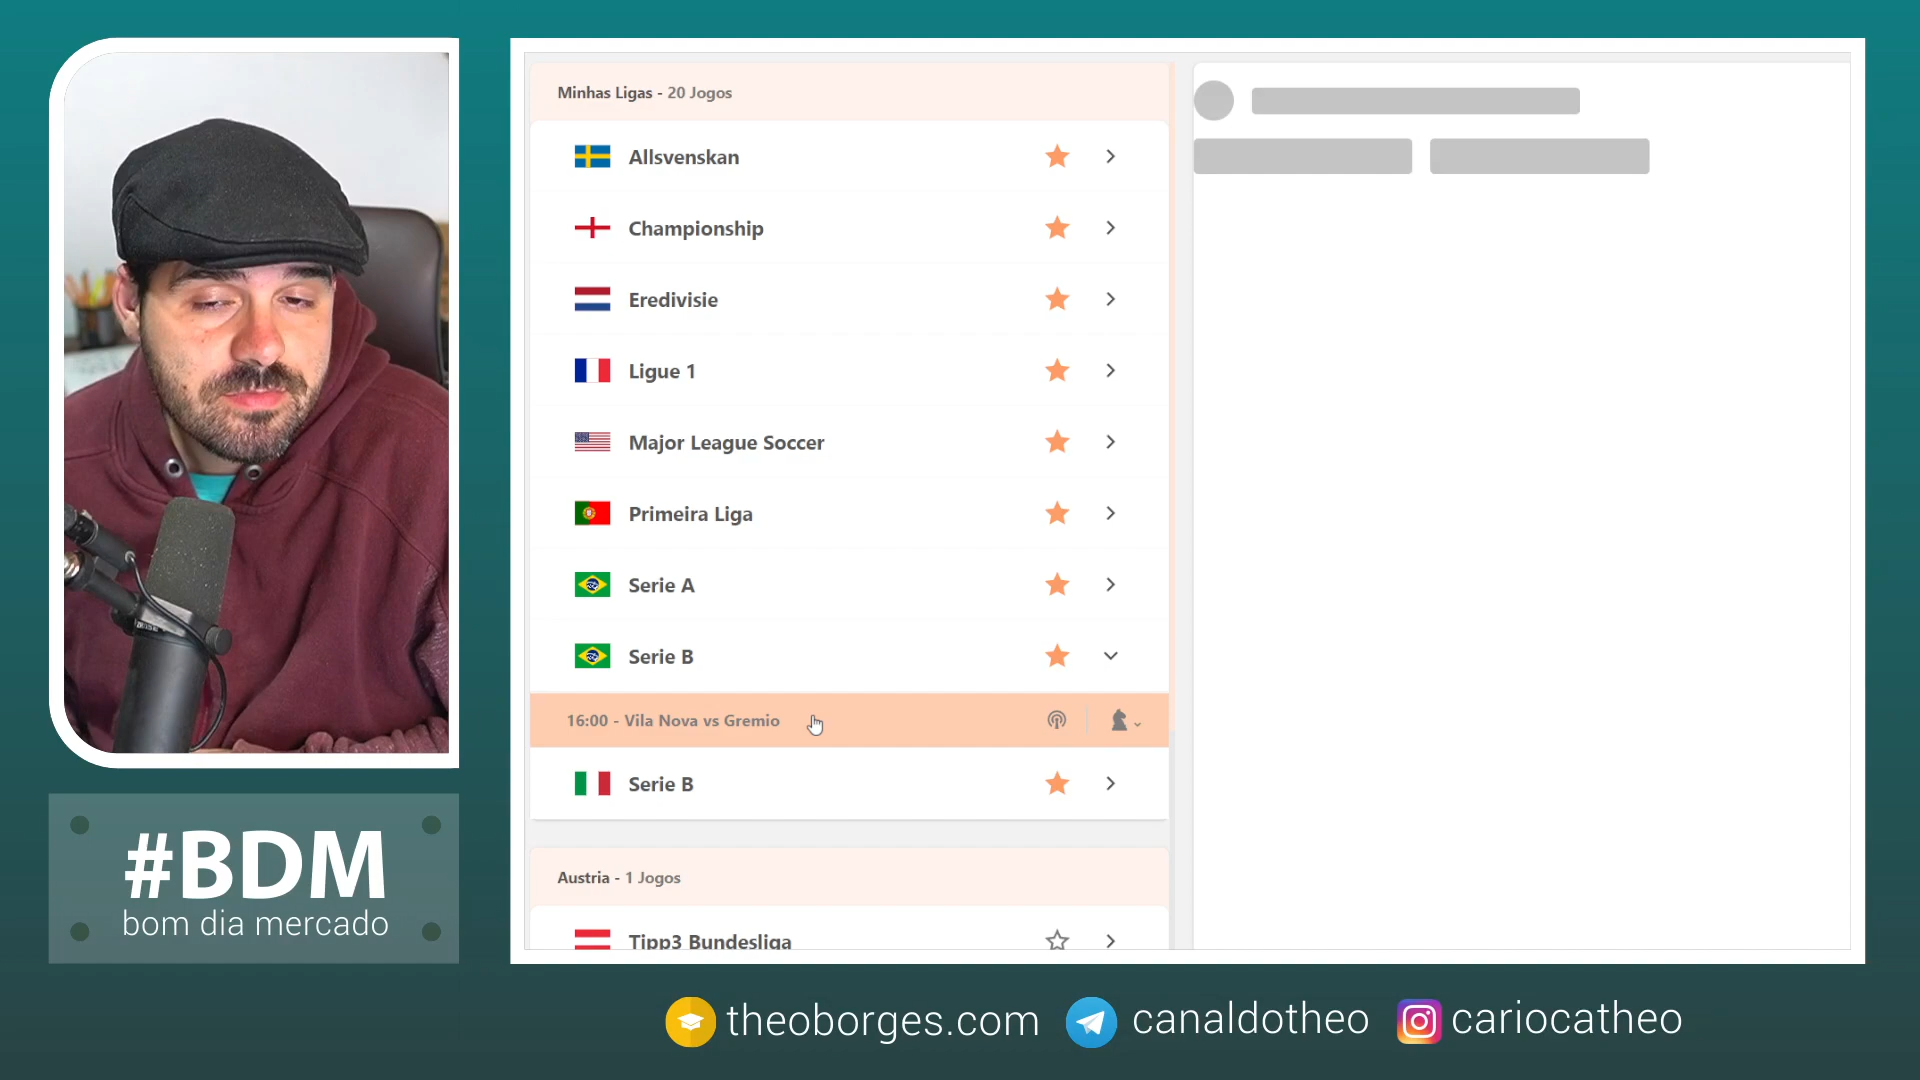 Minhas Ligas - 20 Jogos
Allsvenskan
Championship
Eredivisie
Ligue 1
Major League Soccer
Primeira Liga
Serie A
Serie B
16:00 - Vila Nova vs Gremio
Serie B
Austria - 1 Jogos
Tipp3 Bundesliga
#BDM
bom dia mercado
theoborges.com
canaldotheo
cariocatheo